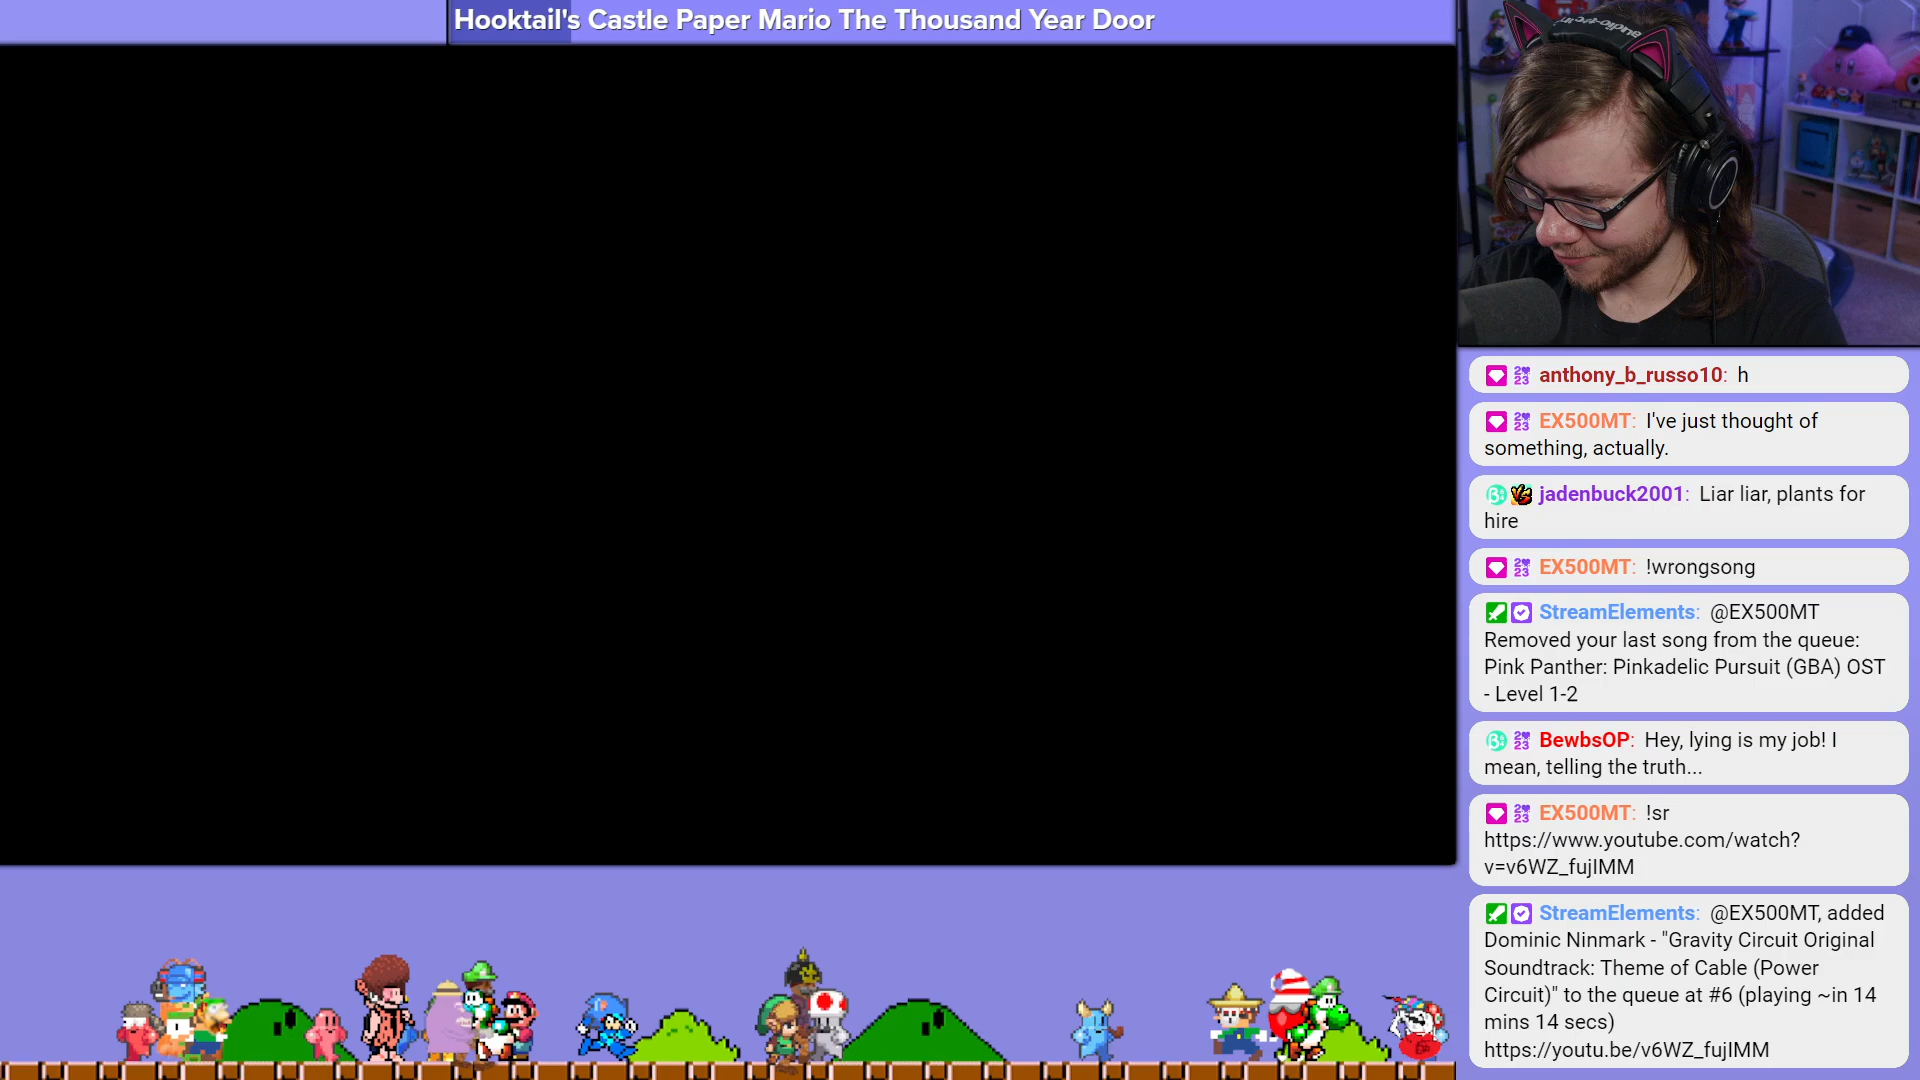 Hooktail's Castle Paper Mario The Thousand Year Door
audio-technica
anthony_b_russo10: h
EX500MT: I've just thought of
something, actually.
jadenbuck2001: Liar liar, plants for
hire
EX500MT: !wrongsong
StreamElements: @EX500MT
Removed your last song from the queue:
Pink Panther: Pinkadelic Pursuit (GBA) OST
- Level 1-2
BewbsOP: Hey, lying is my job! I
mean, telling the truth...
EX500MT: !sr
https://www.youtube.com/watch?
v=v6WZ_fujIMM
StreamElements: @EX500MT, added
Dominic Ninmark - "Gravity Circuit Original
Soundtrack: Theme of Cable (Power
Circuit)" to the queue at #6 (playing ~in 14
mins 14 secs)
https://youtu.be/v6WZ_fujIMM